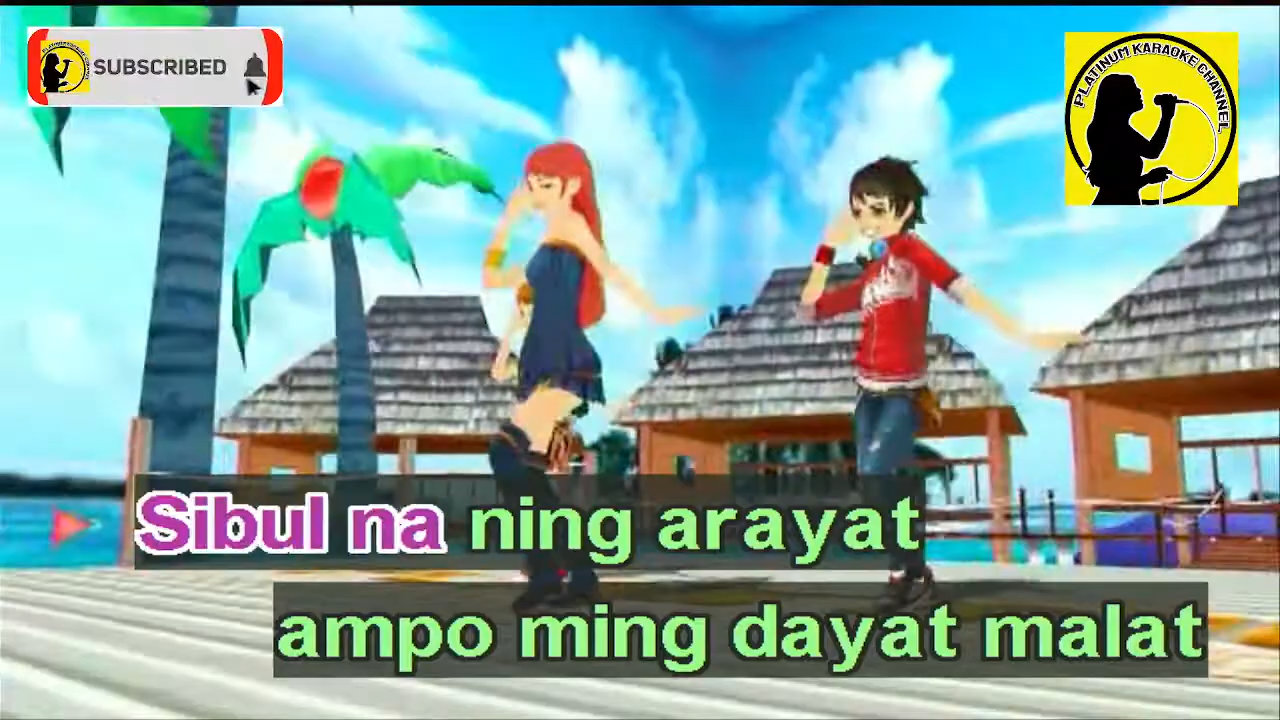 SUBSCRIBED
PLATINUM KARAOKE CHANNEL
Sibul na ning arayat
ampo ming dayat malat